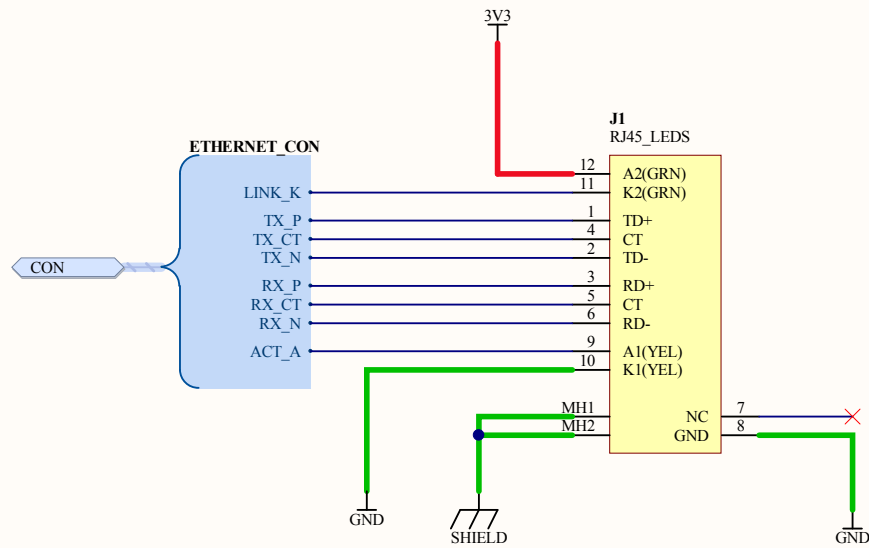 3V3
J1
RJ45_LEDS
ETHERNET_CON
CON
LINK_K 11 K2(GRN)
12 A2(GRN)
TX_P 1 TD+
TX_CT 4 CT
TX_N 2 TD-
RX_P 3 RD+
RX_CT 5 CT
RX_N 6 RD-
ACT_A 9 A1(YEL)
10 K1(YEL)
MH1 NC 7
MH2 GND 8
GND
SHIELD
GND